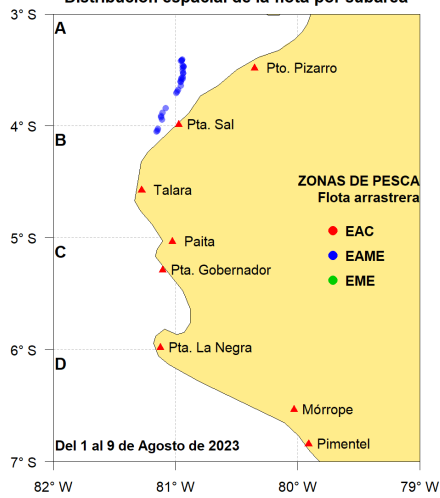 Distribución espacial de la flota por subárea
3° S
A
Pto. Pizarro
4° S
Pta. Sal
B
ZONAS DE PESCA
Talara
Flota arrastrera
EAC
5° S
Paita
C
EAME
Pta. Gobernador
EME
6° S
Pta. La Negra
D
Mórrope
Del 1 al 9 de Agosto de 2023
Pimentel
7° S
82° W
81° W
80° W
79° W